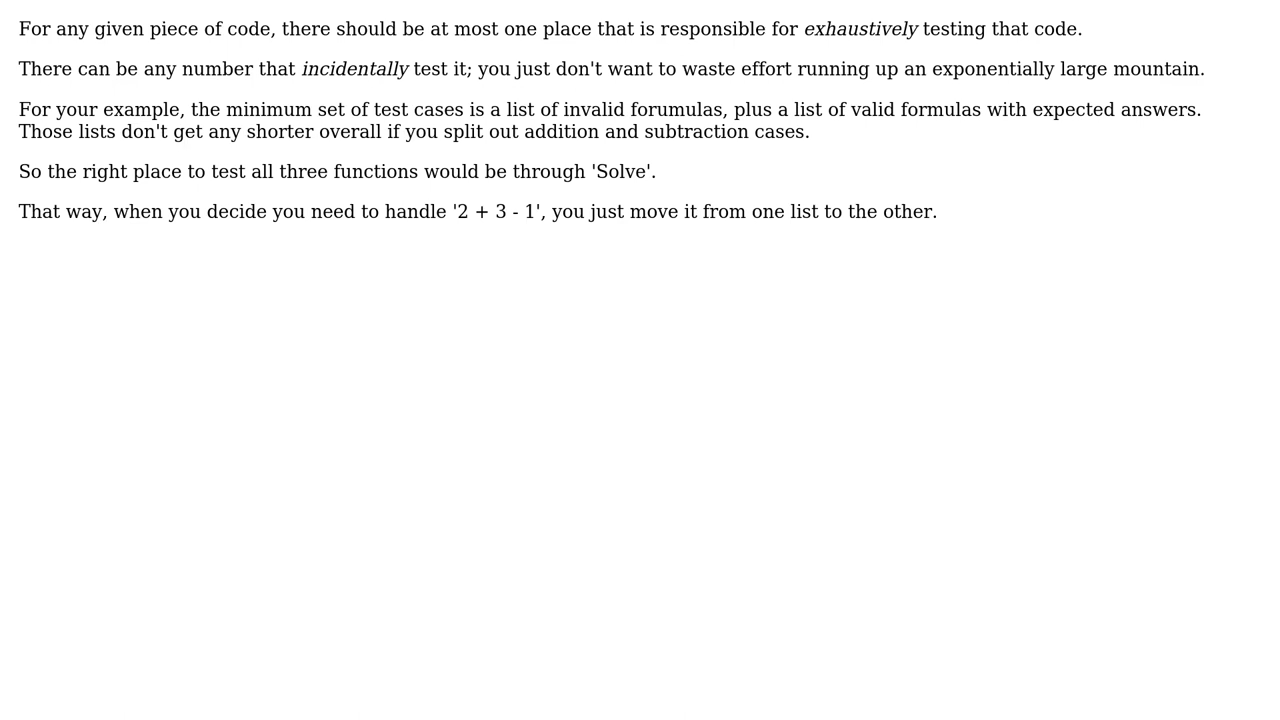 For any given piece of code, there should be at most one place that is responsible for exhaustively testing that code.
There can be any number that incidentally test it; you just don't want to waste effort running up an exponentially large mountain.
For your example, the minimum set of test cases is a list of invalid forumulas, plus a list of valid formulas with expected answers.
Those lists don't get any shorter overall if you split out addition and subtraction cases.
So the right place to test all three functions would be through 'Solve'.
That way, when you decide you need to handle '2 + 3 - 1', you just move it from one list to the other.